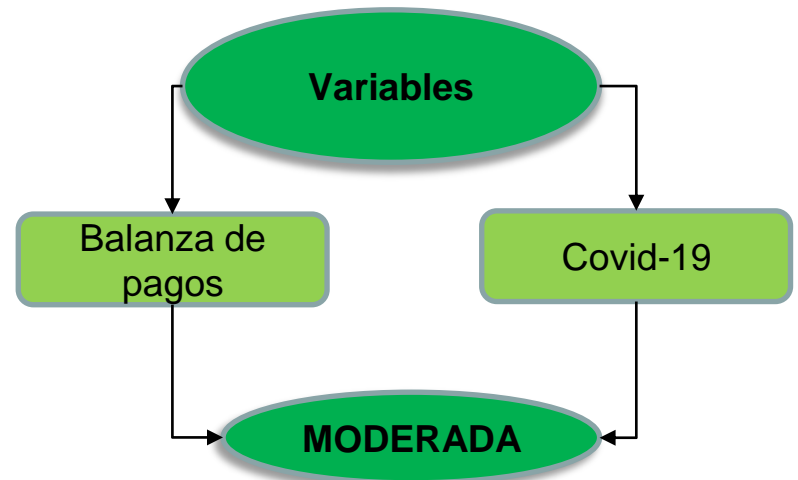 Variables
Balanza de
pagos
Covid-19
MODERADA